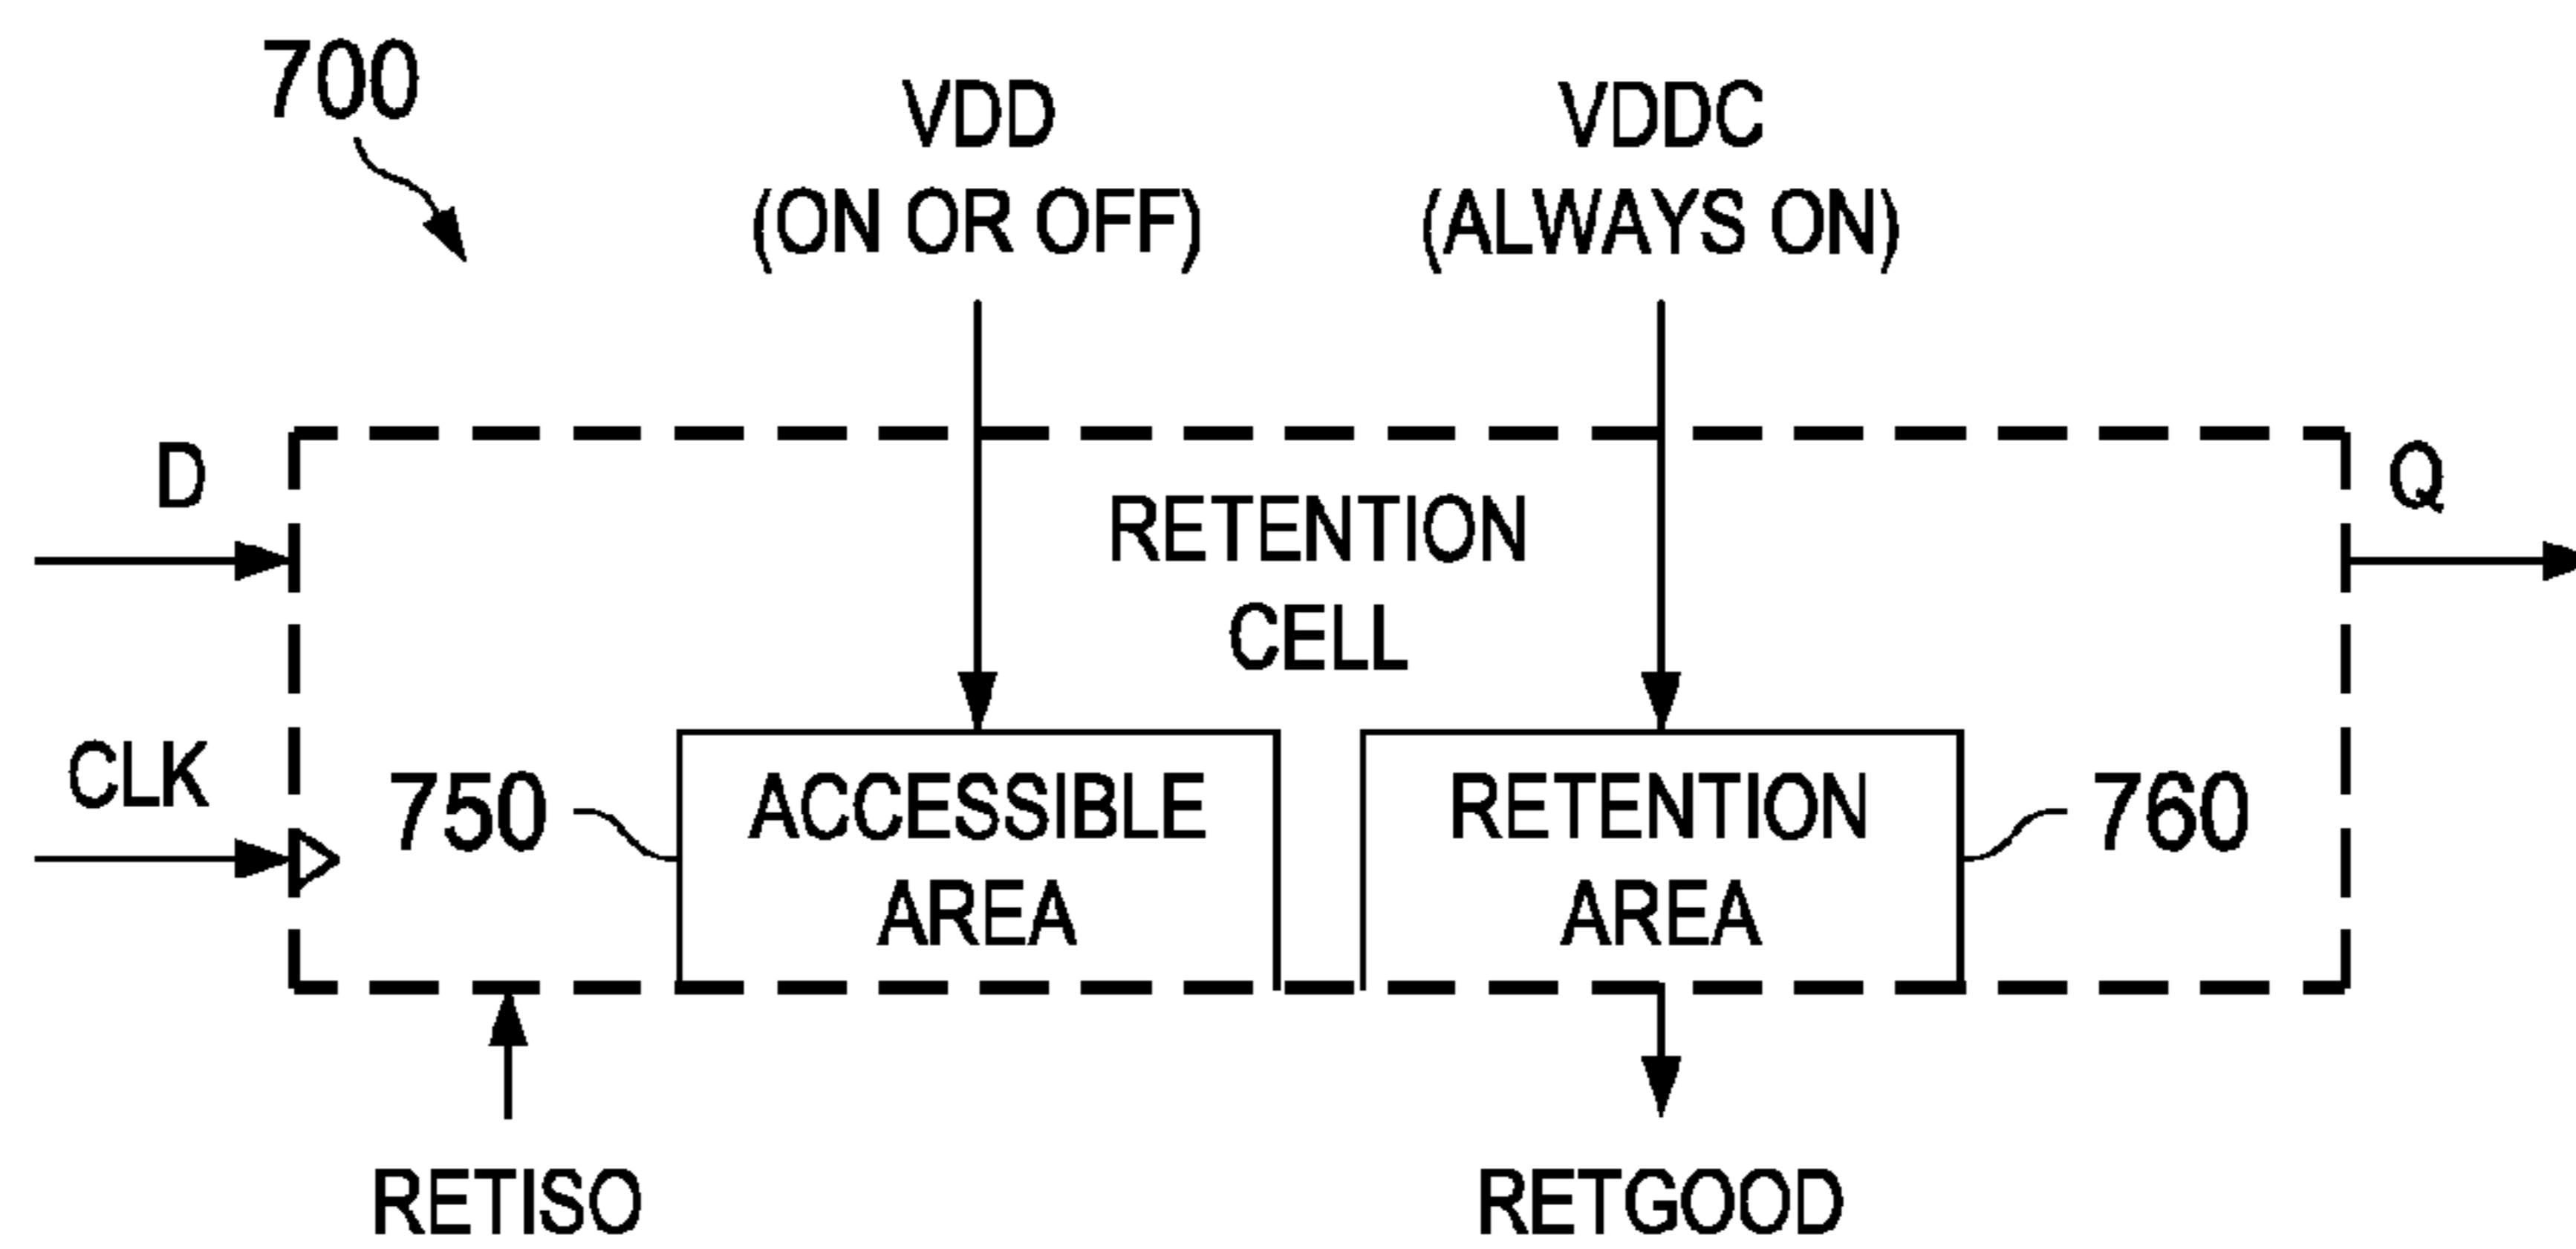 700
VDD
(ON OR OFF)
VDDC
(ALWAYS ON)
D
Q
RETENTION
CELL
CLK
750
ACCESSIBLE
AREA
RETENTION
AREA
760
RETISO
RETGOOD